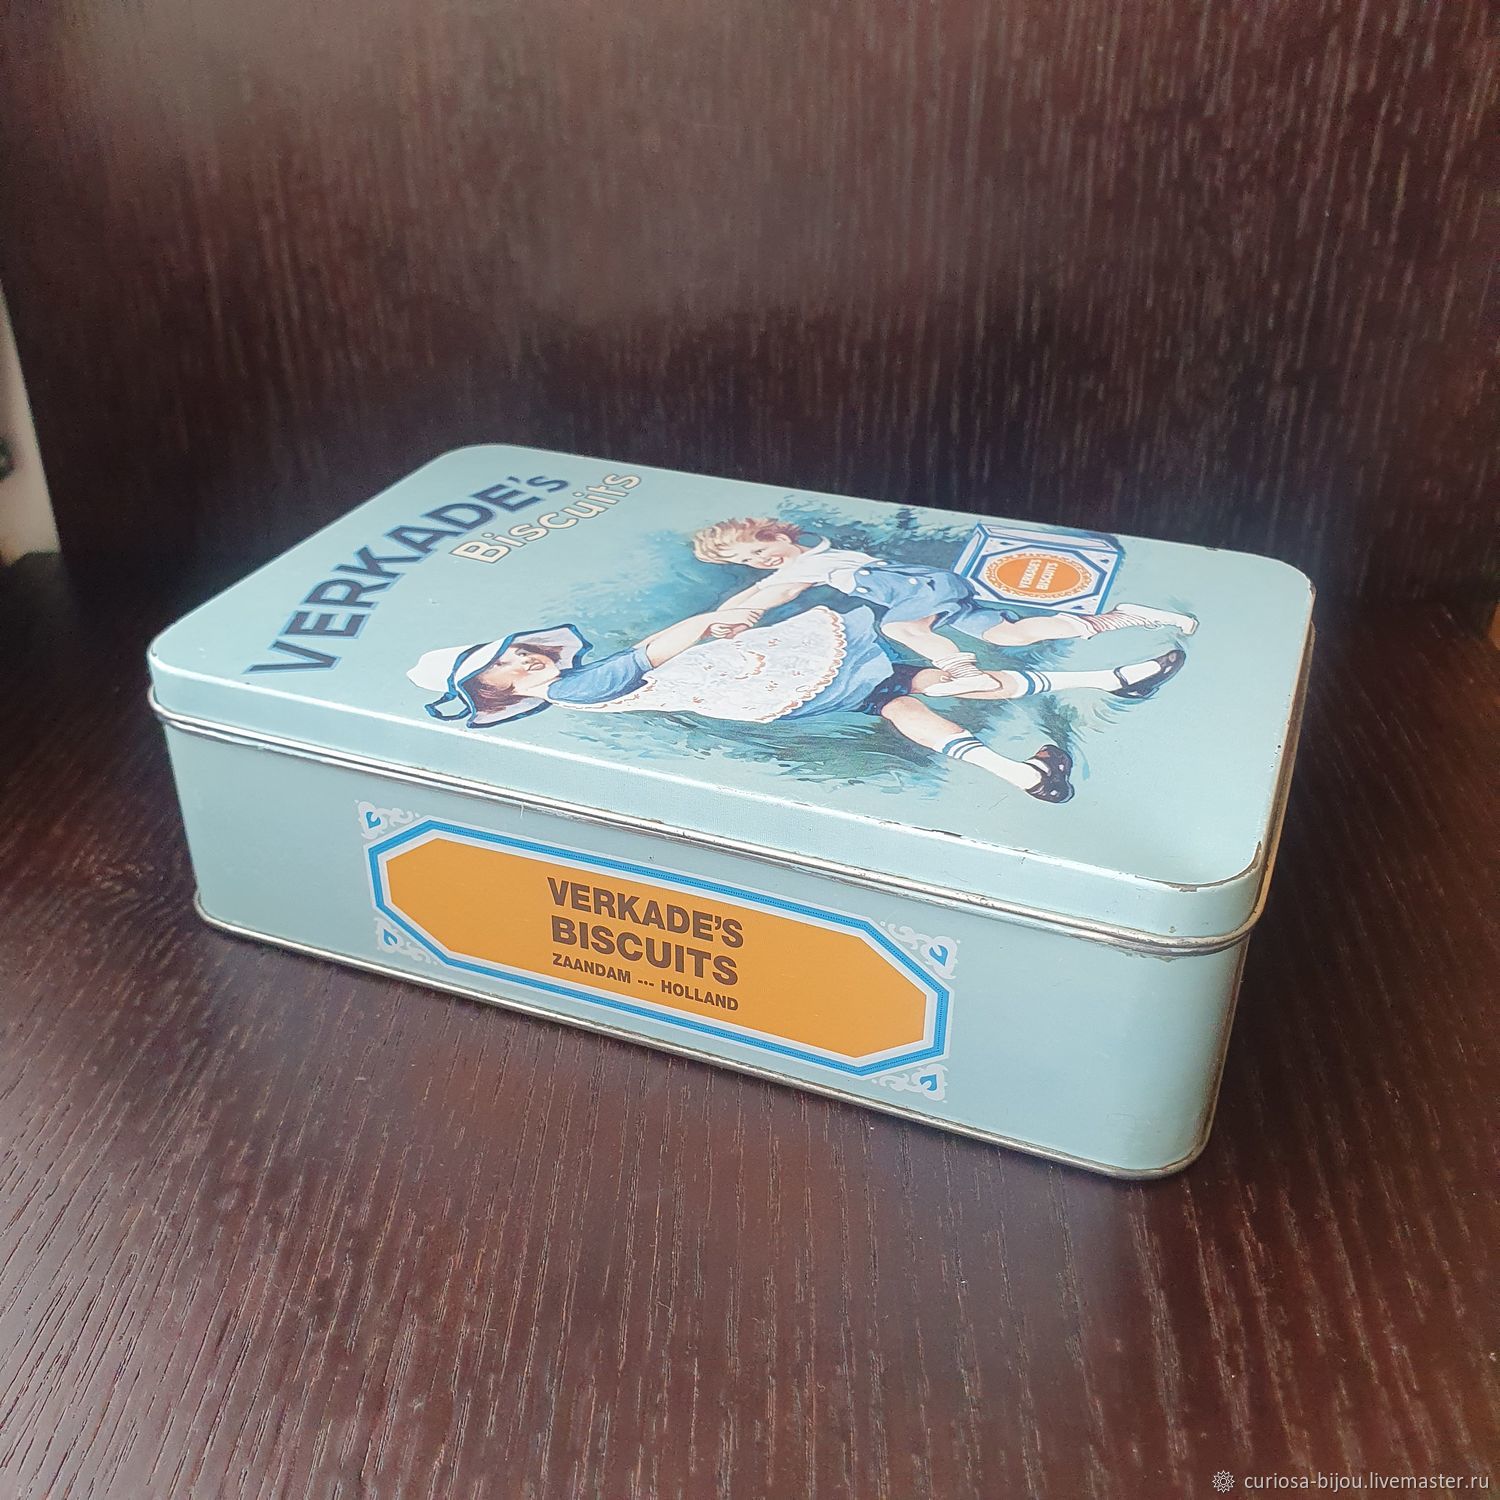 VERKADE's
Biscuits
VERKADE'S
BISCUITS
VERKADE'S
BISCUITS
ZAANDAM --- HOLLAND
curiosa-bijou.livemaster.ru